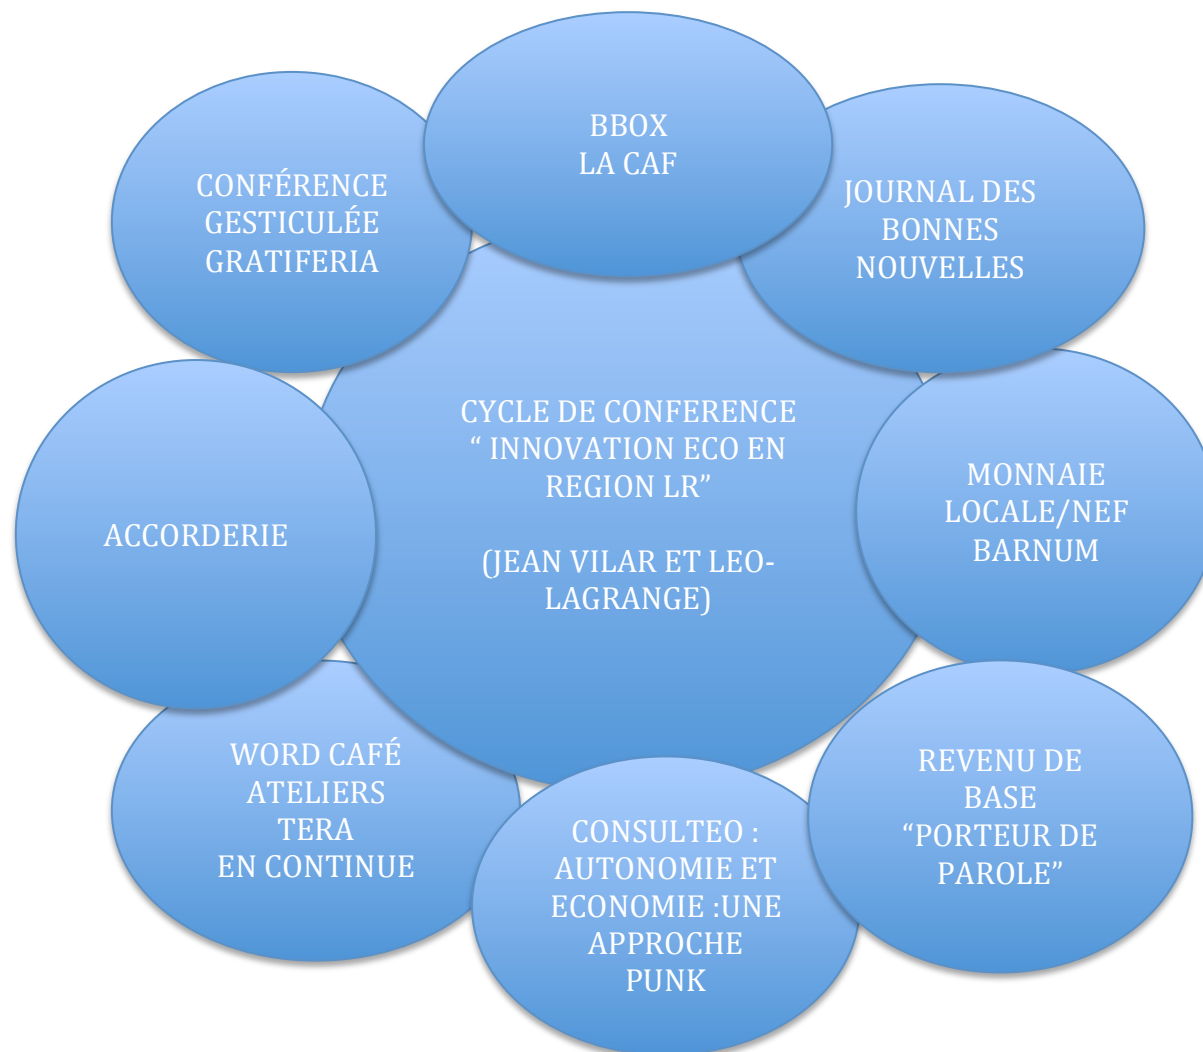 BBOX
LA CAF
CONFÉRENCE
GESTICULÉE
GRATIFERIA
JOURNAL DES
BONNES
NOUVELLES
CYCLE DE CONFERENCE
“ INNOVATION ECO EN
REGION LR”
(JEAN VILAR ET LEO-
LAGRANGE)
MONNAIE
LOCALE/NEF
BARNUM
ACCORDERIE
WORD CAFÉ
ATELIERS
TERA
EN CONTINUE
REVENU DE
BASE
“PORTEUR DE
PAROLE”
CONSULTEO :
AUTONOMIE ET
ECONOMIE :UNE
APPROCHE
PUNK